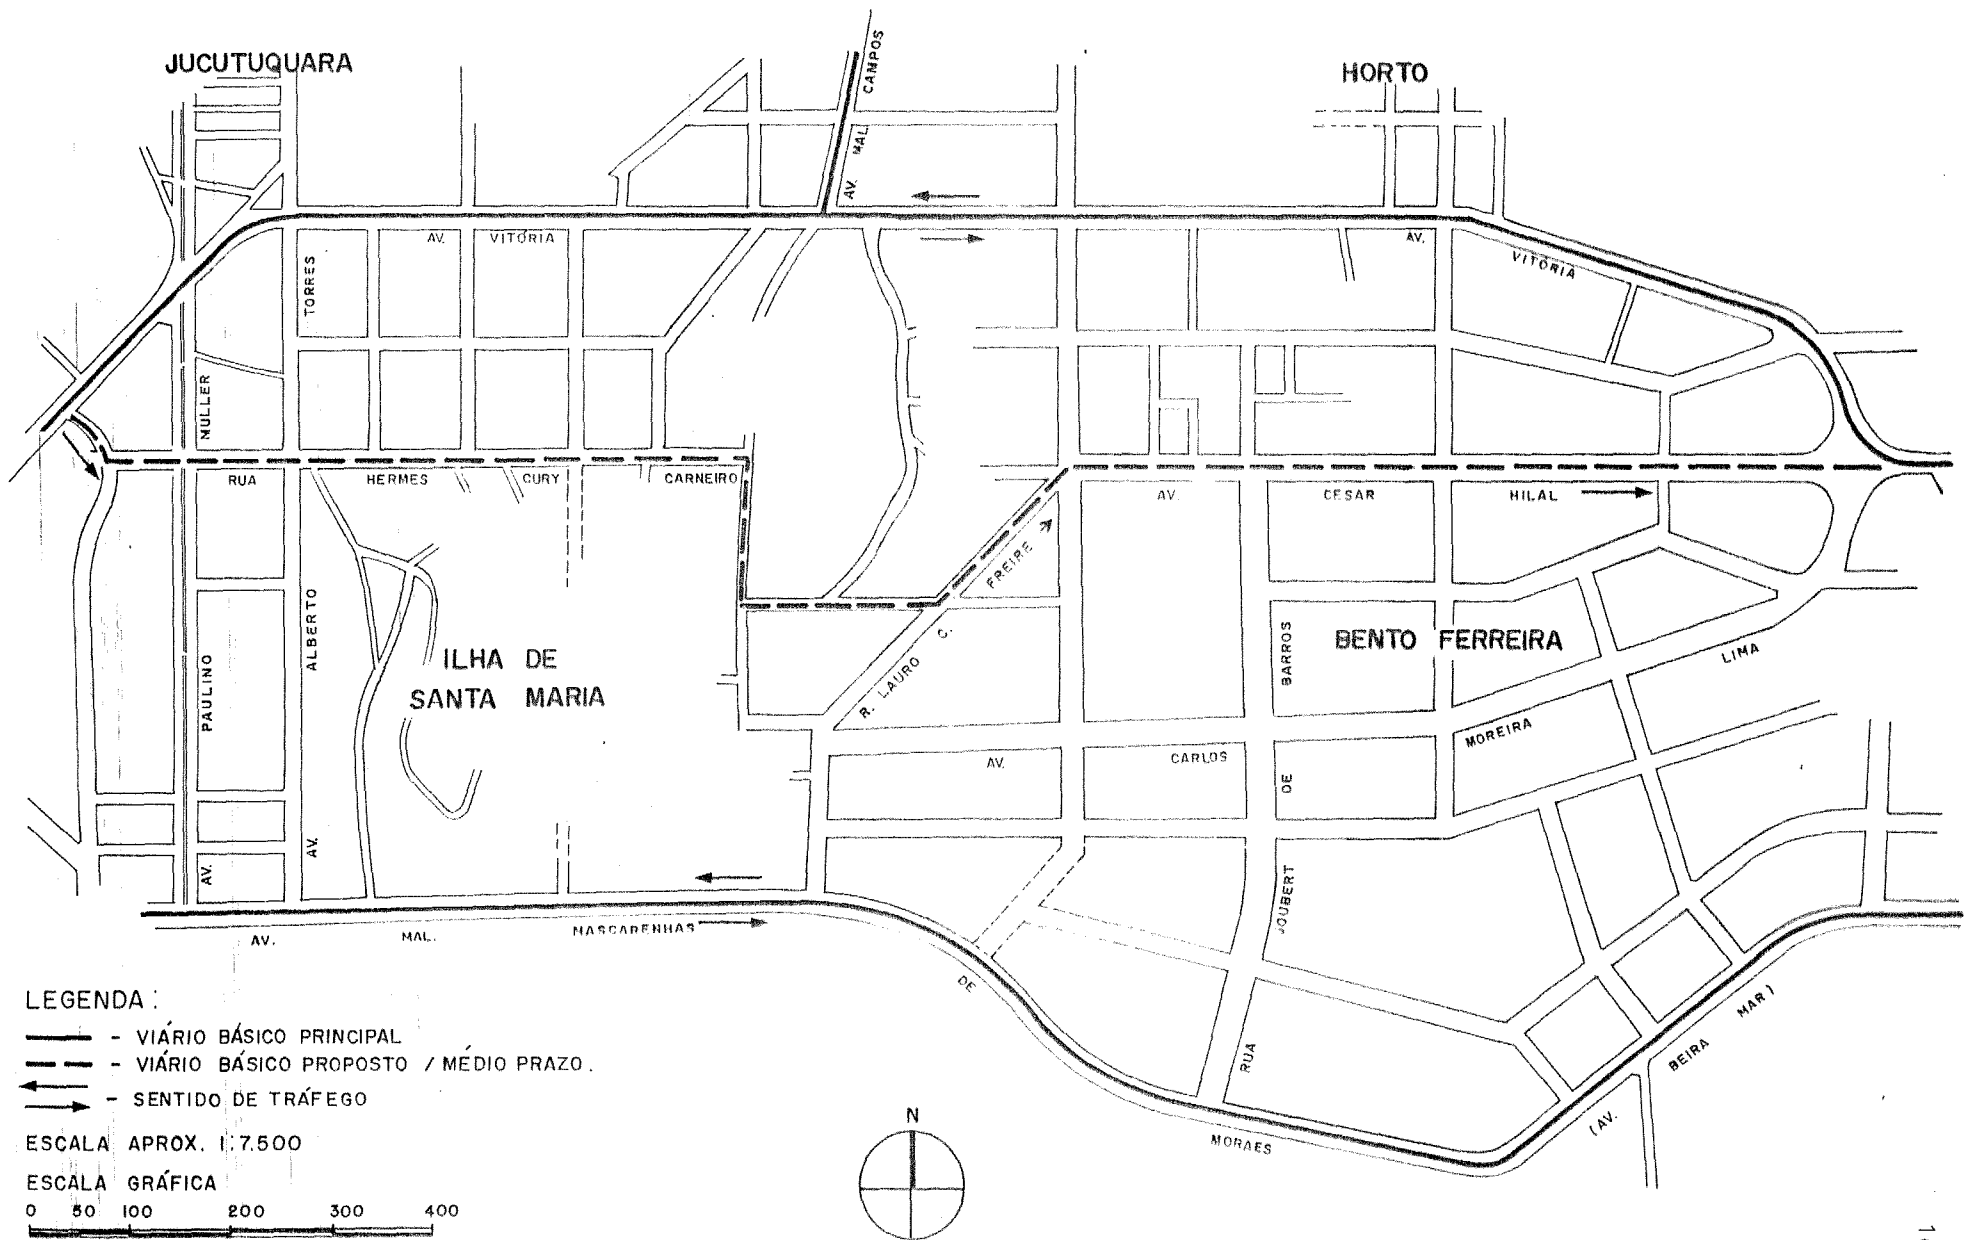 JUCUTUQUARA
HORTO
AV. MAL. CAMPOS
AV. VITÓRIA
AV. VITÓRIA
TORRES
MULLER
RUA HERMES CURY CARNEIRO
AV. CESAR HILAL
R. LAURO C. FREIRE
ALBERTO
PAULINO
ILHA DE
SANTA MARIA
BARROS
BENTO FERREIRA
LIMA
MOREIRA
AV. CARLOS
DE
AV.
AV.
JOUBERT
RUA
AV. MAL. MASCARENHAS
DE
MORAES
(AV. BEIRA MAR)
LEGENDA:
- VIÁRIO BÁSICO PRINCIPAL
- VIÁRIO BÁSICO PROPOSTO / MÉDIO PRAZO.
- SENTIDO DE TRÁFEGO
ESCALA APROX. 1:7.500
ESCALA GRÁFICA
0 50 100 200 300 400
N